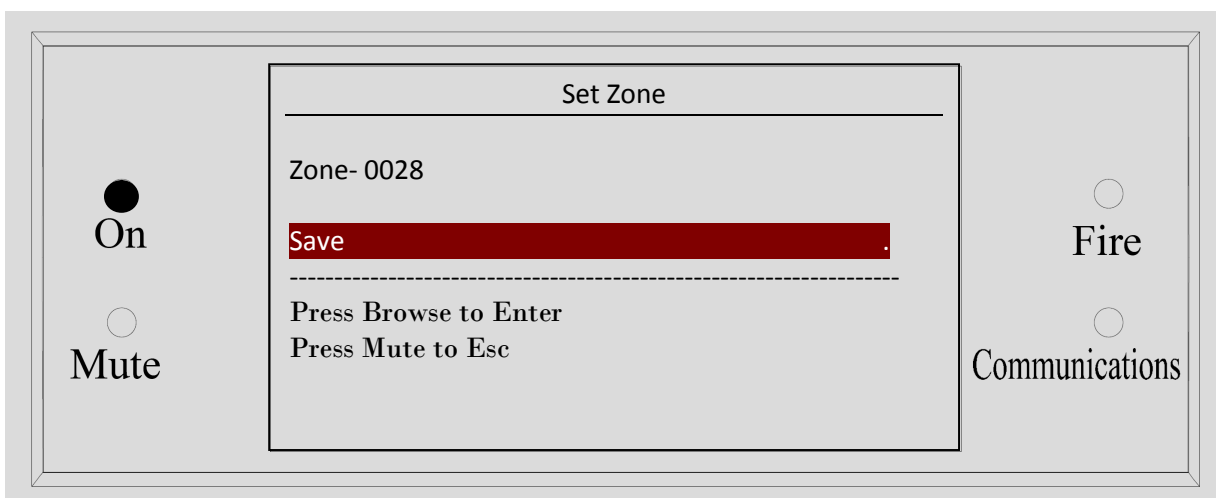 Set Zone
Zone- 0028
On
Save .
Fire
--------------------------------------------------------------------
Press Browse to Enter
Press Mute to Esc
Mute
Communications